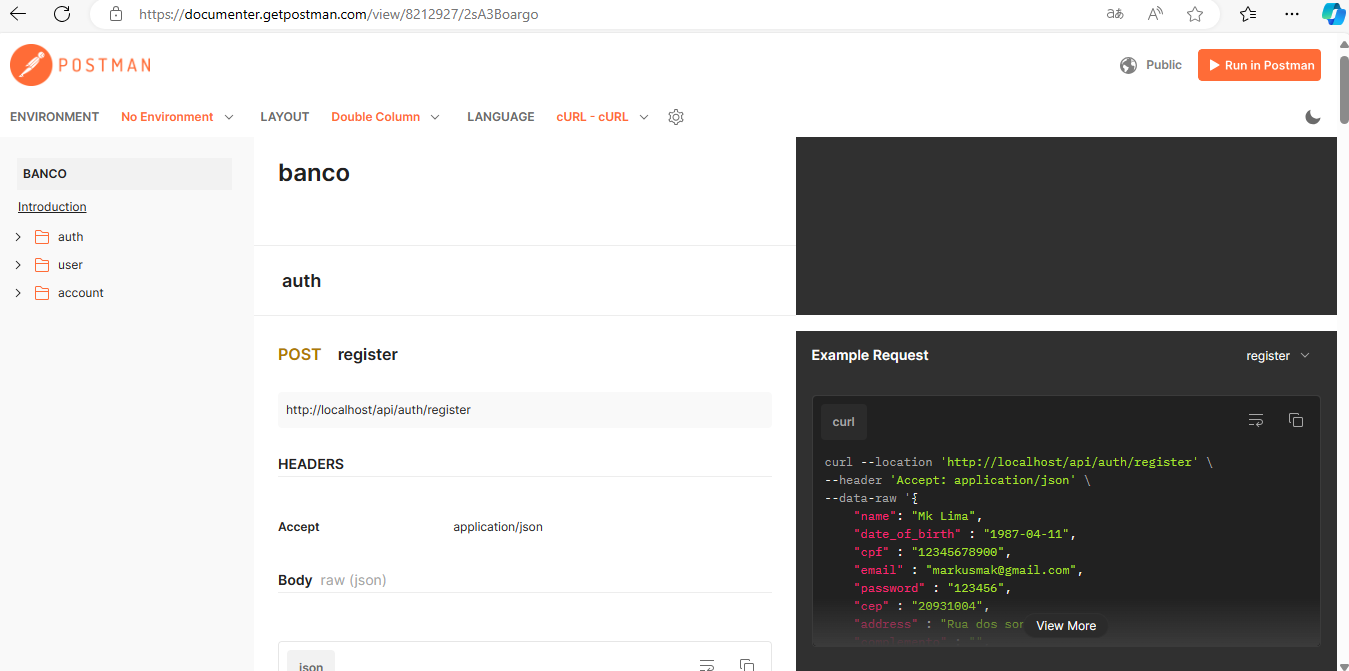 https://documenter.getpostman.com/view/8212927/2sA3Boargo
POSTMAN
Public
Run in Postman
ENVIRONMENT No Environment LAYOUT Double Column LANGUAGE cURL - cURL
BANCO
Introduction
auth
user
account
banco
auth
POST register
http://localhost/api/auth/register
HEADERS
Accept application/json
Body raw (json)
json
Example Request register
curl
curl --location 'http://localhost/api/auth/register' \
--header 'Accept: application/json' \
--data-raw '{
"name": "Mk Lima",
"date_of_birth" : "1987-04-11",
"cpf" : "12345678900",
"email" : "markusmak@gmail.com",
"password" : "123456",
"cep" : "20931004",
"address" : "Rua dos
View More